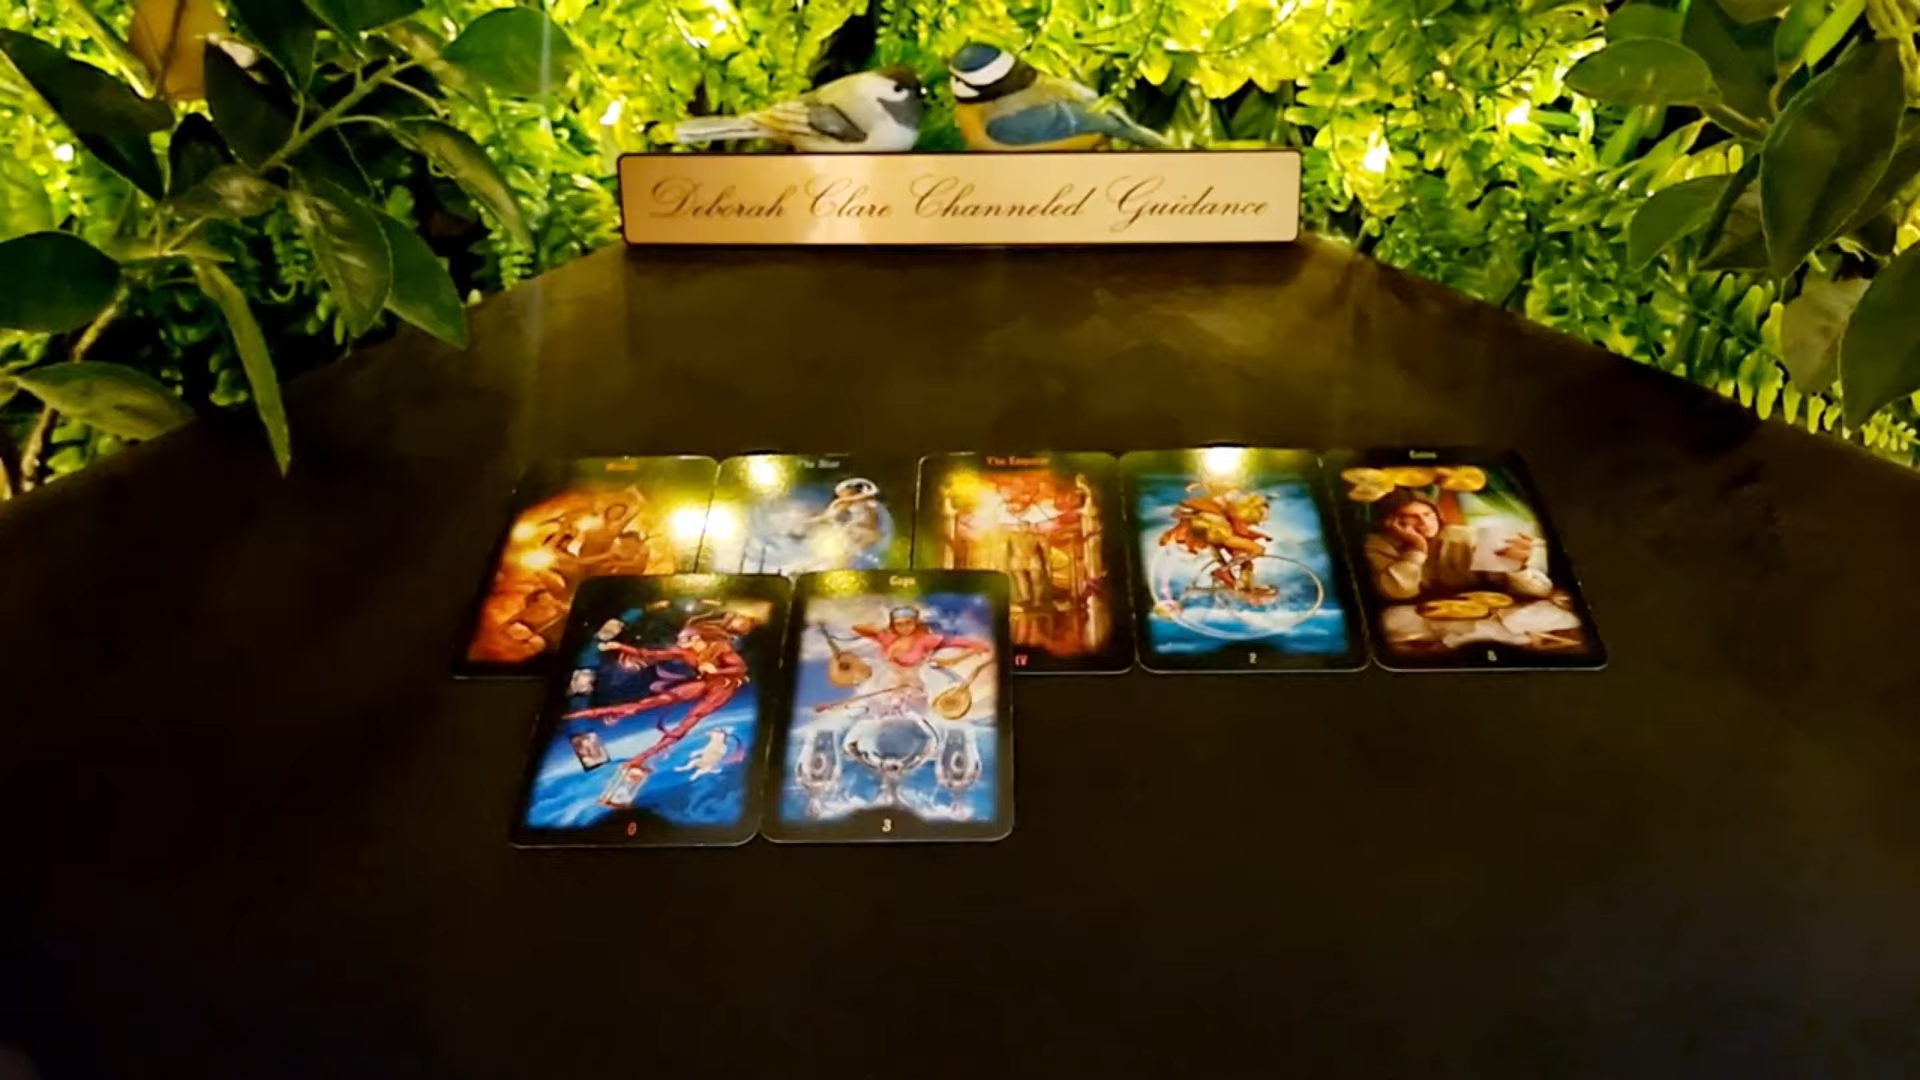 Deborah Clare Channeled Guidance
The Star
The Emperor
Coins
Cups
IV
2
0
3